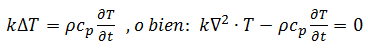 kΔT = ρc_p ∂T/∂t , o bien: k∇² · T − ρc_p ∂T/∂t = 0